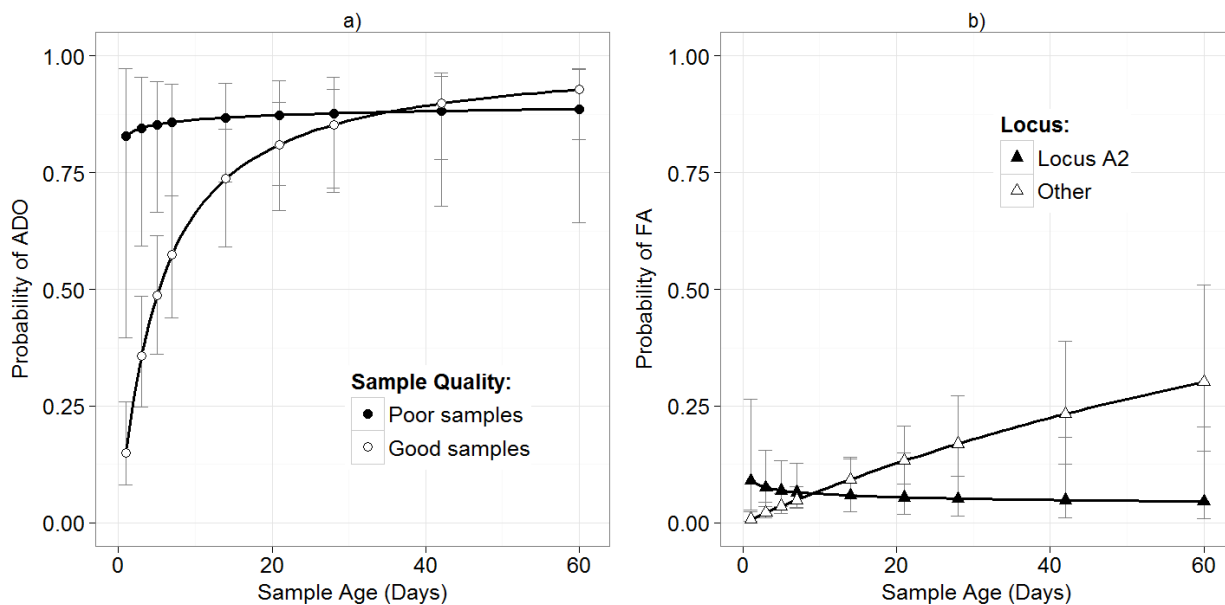 a)
Probability of ADO
1.00
0.75
0.50
0.25
0.00
Sample Quality:
Poor samples
Good samples
0
20
40
60
Sample Age (Days)
b)
Probability of FA
1.00
0.75
0.50
0.25
0.00
Locus:
Locus A2
Other
0
20
40
60
Sample Age (Days)